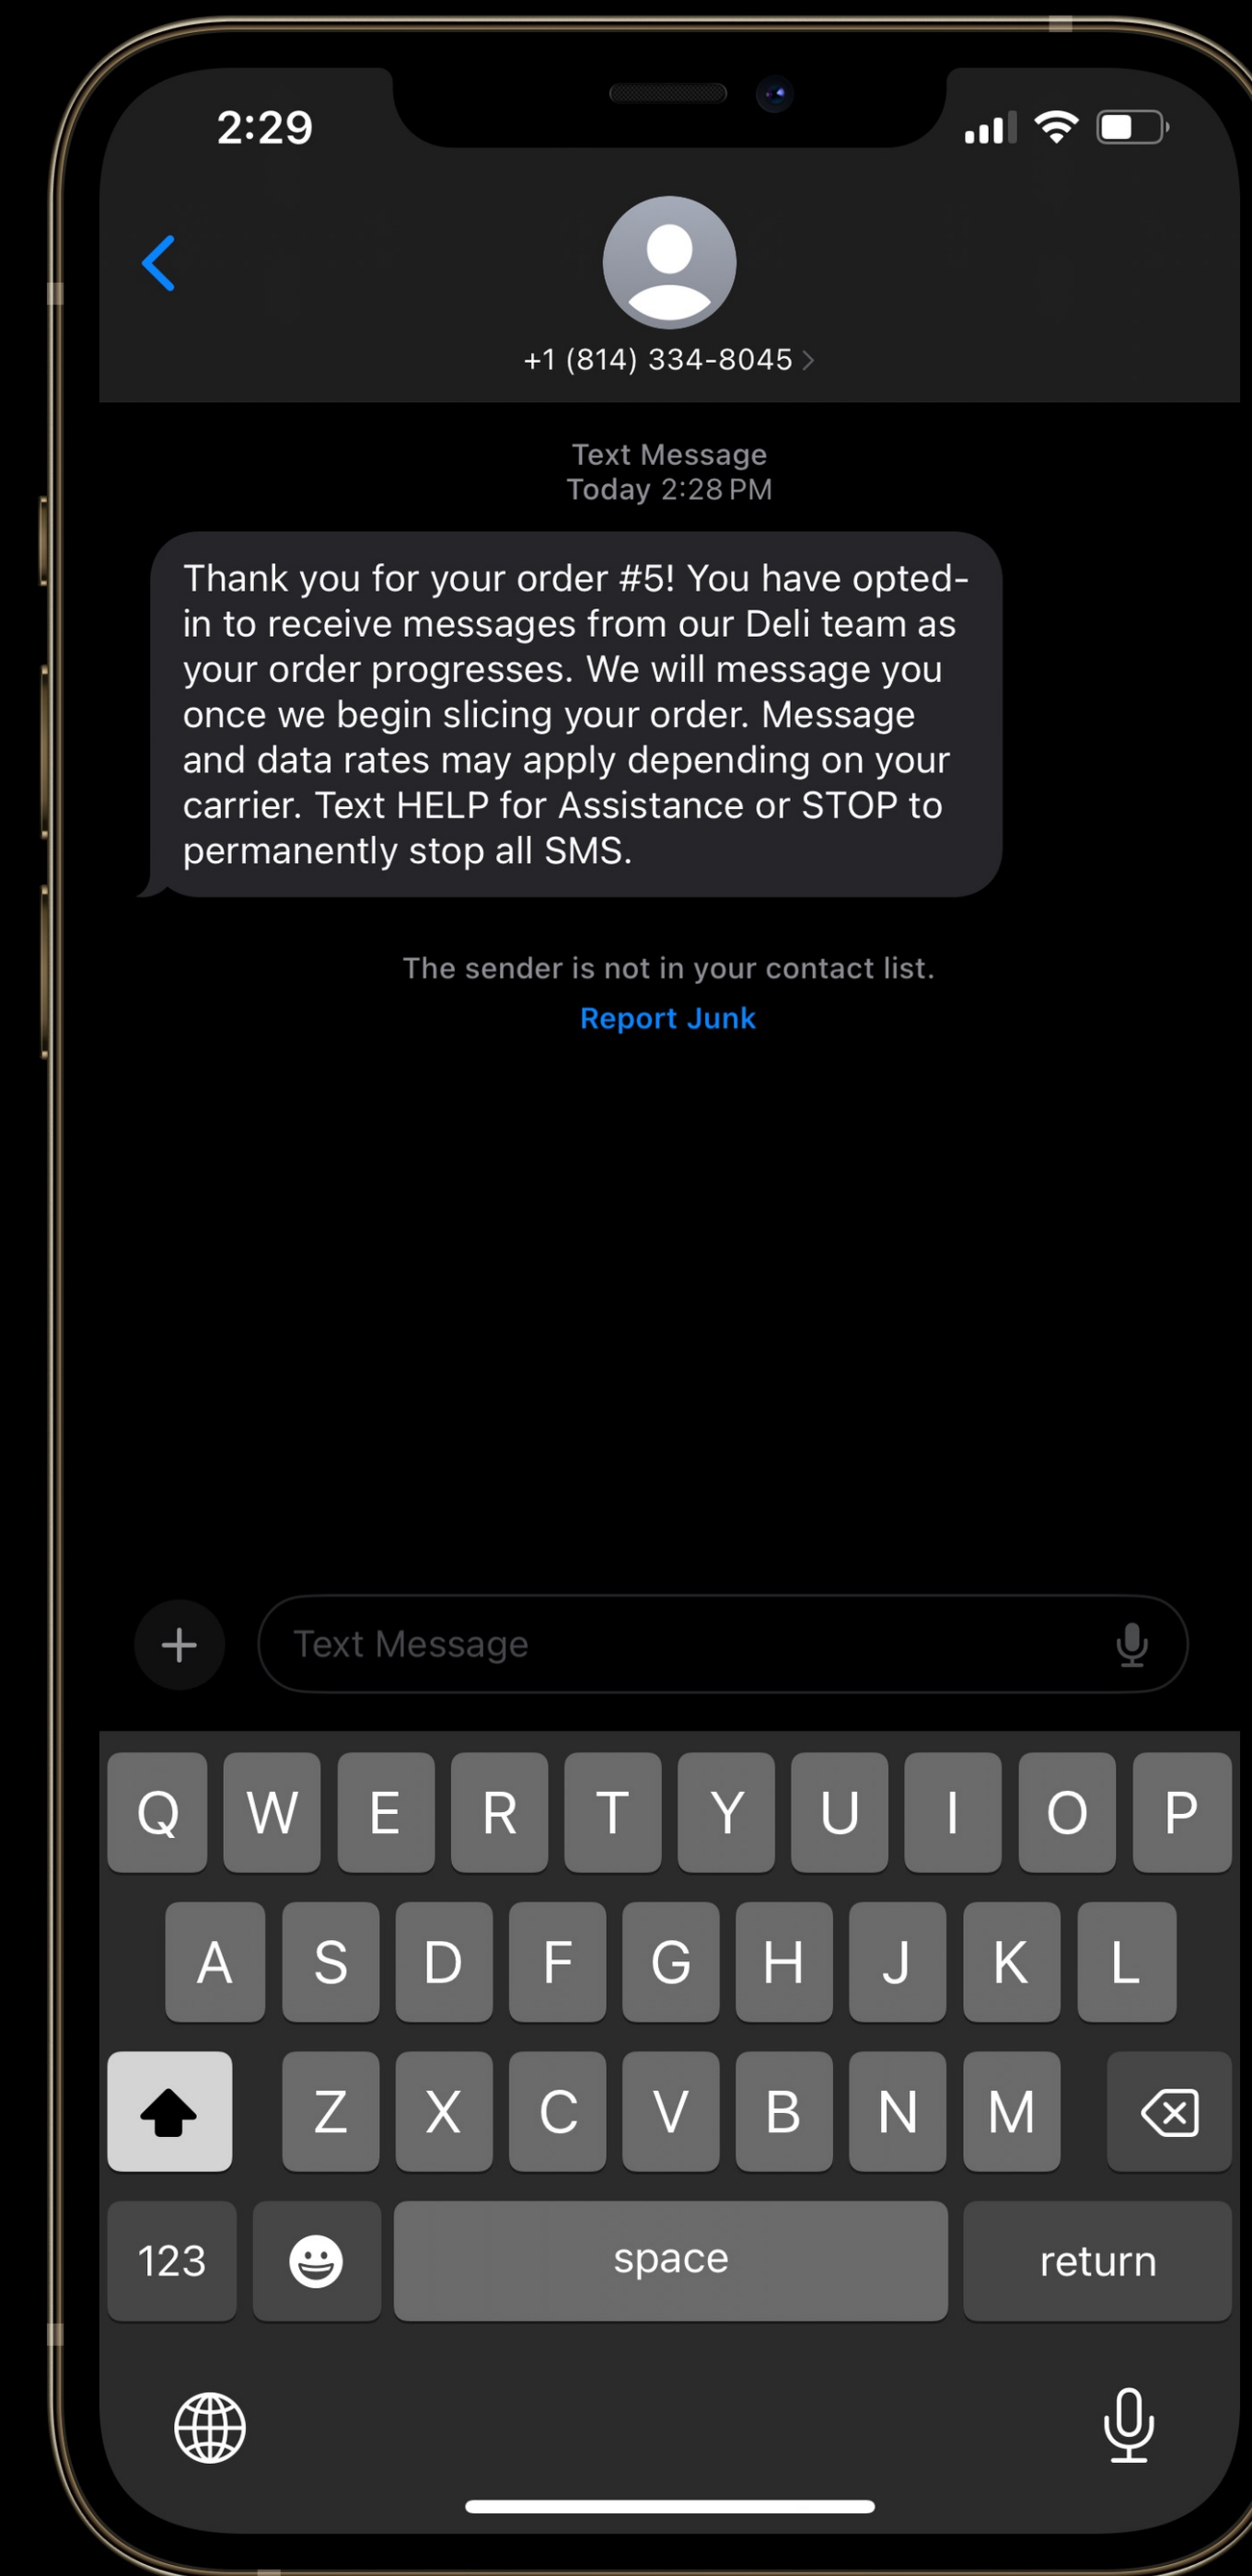 2:29
+1 (814) 334-8045
Text Message
Today 2:28 PM
Thank you for your order #5! You have opted-
in to receive messages from our Deli team as
your order progresses. We will message you
once we begin slicing your order. Message
and data rates may apply depending on your
carrier. Text HELP for Assistance or STOP to
permanently stop all SMS.
The sender is not in your contact list.
Report Junk
Text Message
Q W E R T Y U I O P
A S D F G H J K L
Z X C V B N M
123 space return